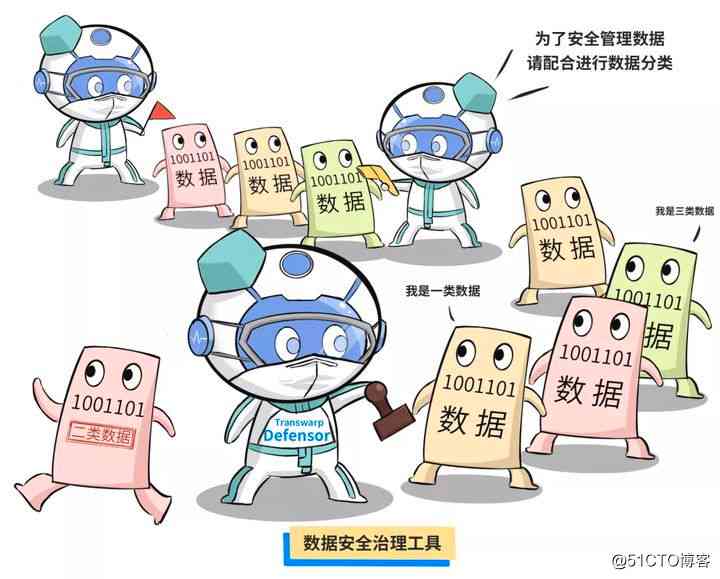 为了安全管理数据
请配合进行数据分类
1001101
数据
1001101
数据
1001101
数据
1001101
数据
我是三类数据
1001101
数据
我是一类数据
1001101
数据
1001101
数据
1001101
二类数据
Transwarp
Defensor
数据安全治理工具
@51CTO博客